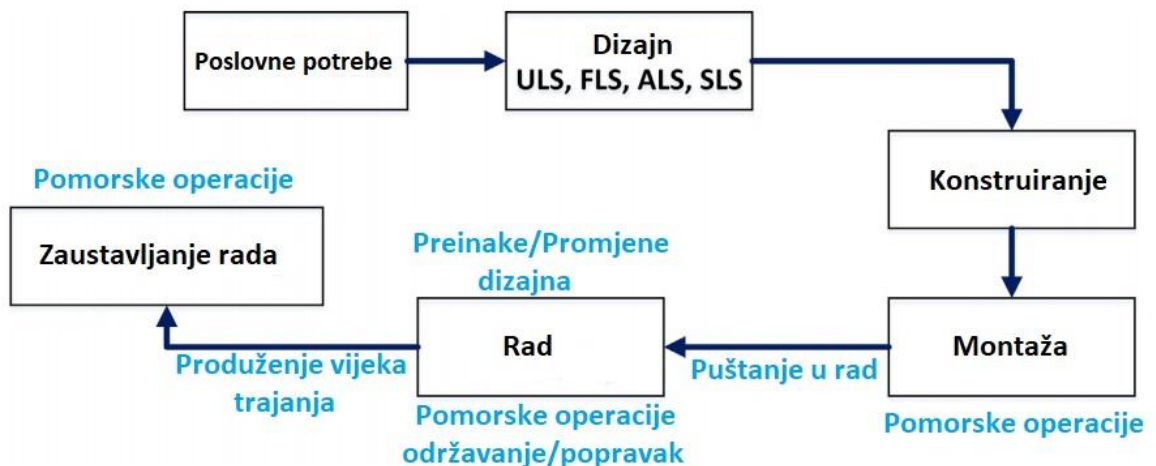 Poslovne potrebe
Dizajn
ULS, FLS, ALS, SLS
Konstruiranje
Montaža
Pomorske operacije
Puštanje u rad
Preinake/Promjene
dizajna
Rad
Pomorske operacije
održavanje/popravak
Produženje vijeka
trajanja
Pomorske operacije
Zaustavljanje rada